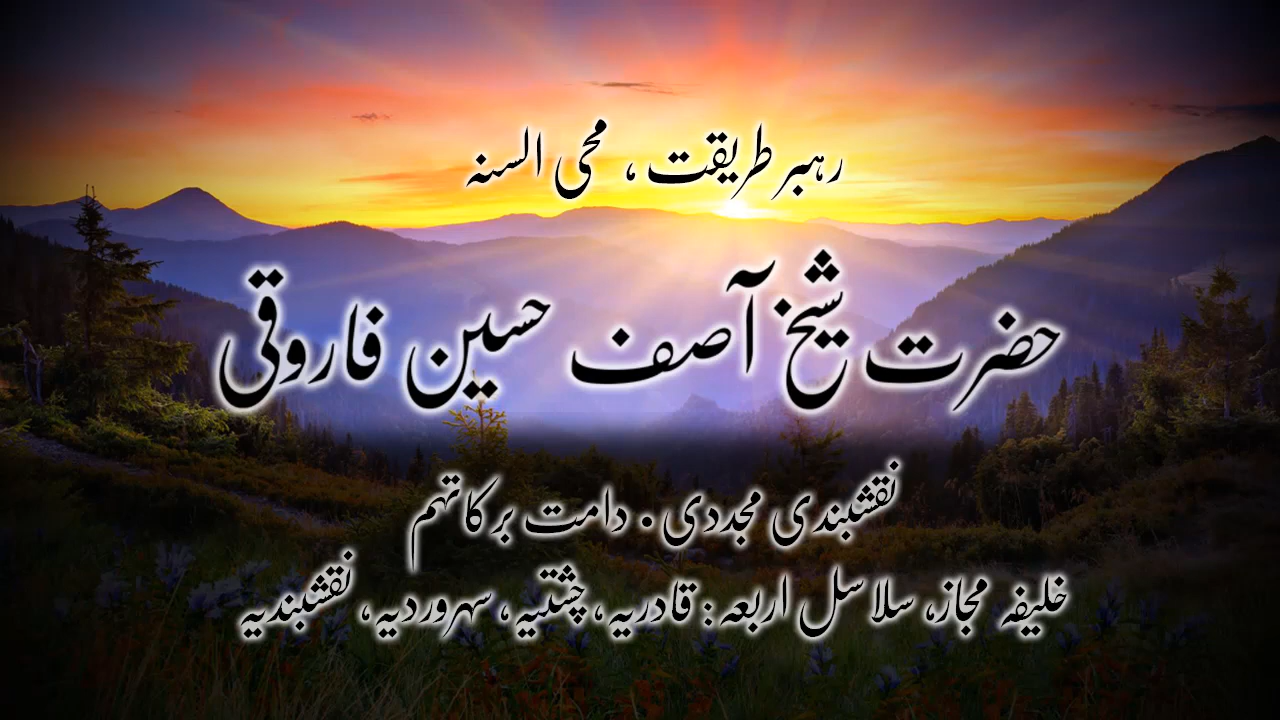 رہبر طریقت ، محی السنہ
حضرت شیخ آصف حسین فاروقی
نقشبندی مجددی . دامت برکاتہم
خلیفہ مجاز، سلاسل اربعہ: قادریہ، چشتیہ، سہروردیہ، نقشبندیہ